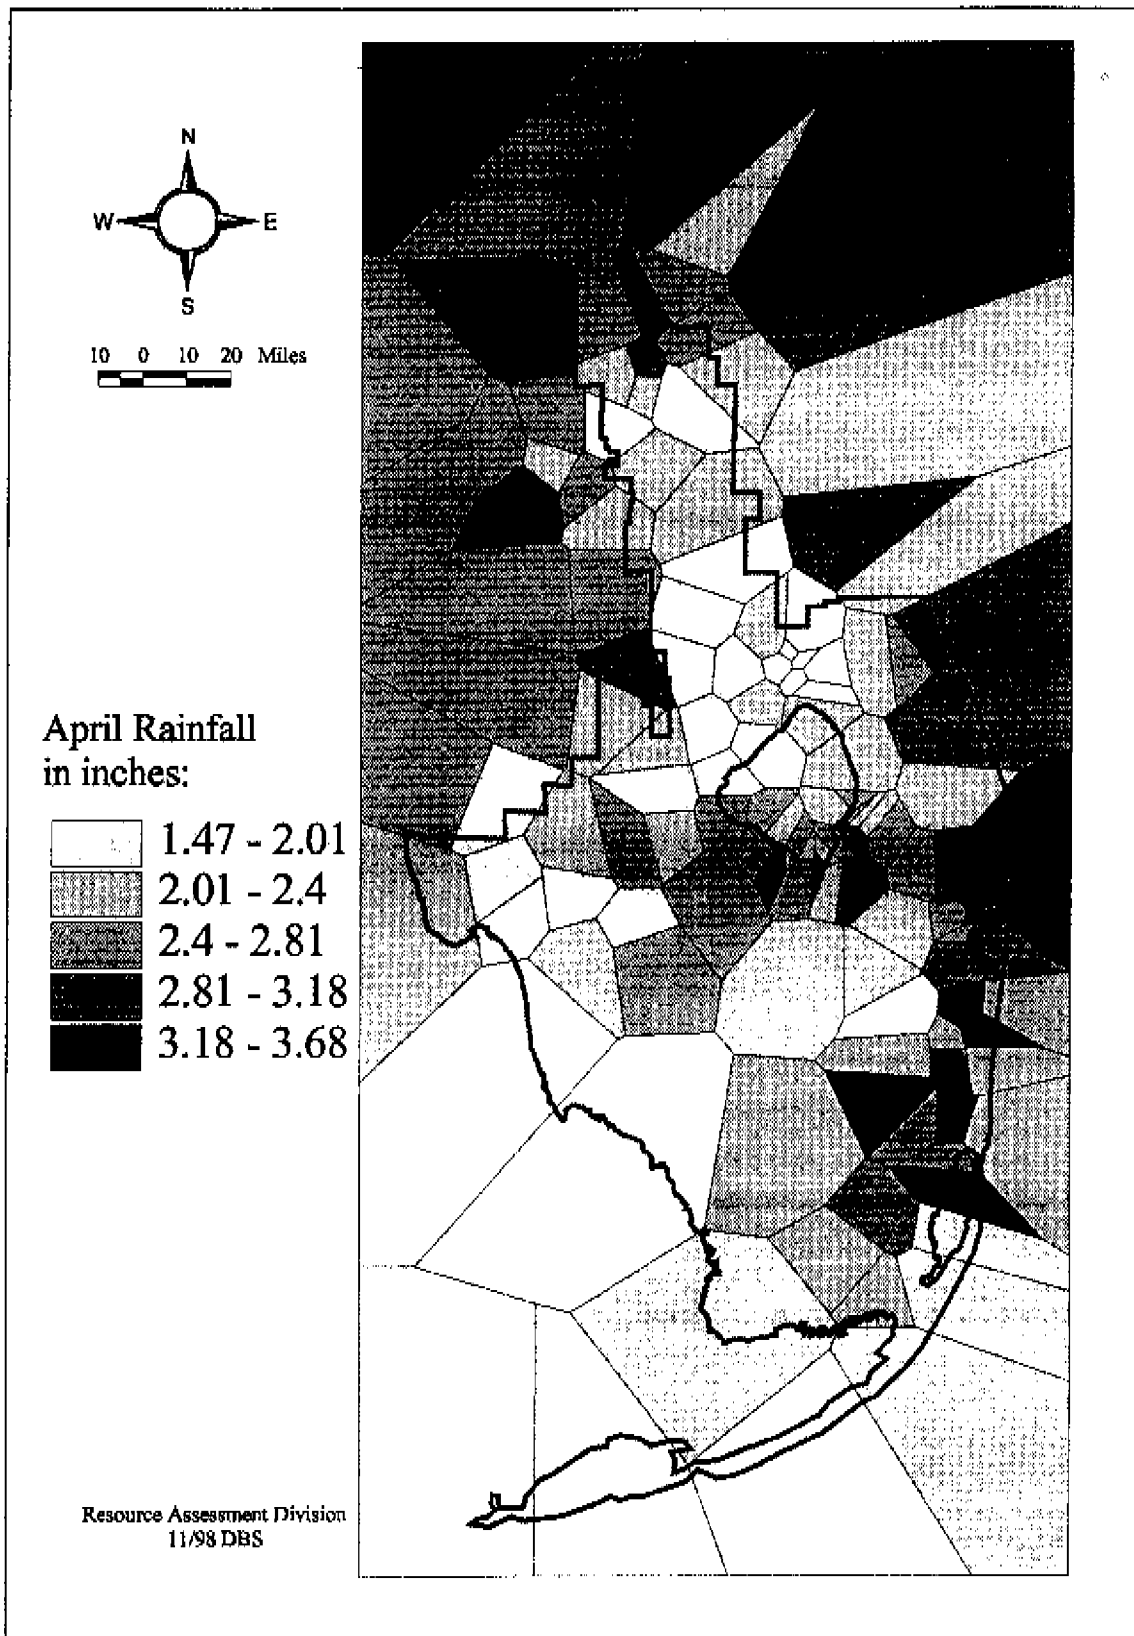 N
W E
S
10 0 10 20 Miles
April Rainfall
in inches:
1.47 - 2.01
2.01 - 2.4
2.4 - 2.81
2.81 - 3.18
3.18 - 3.68
Resource Assessment Division
11/98 DBS